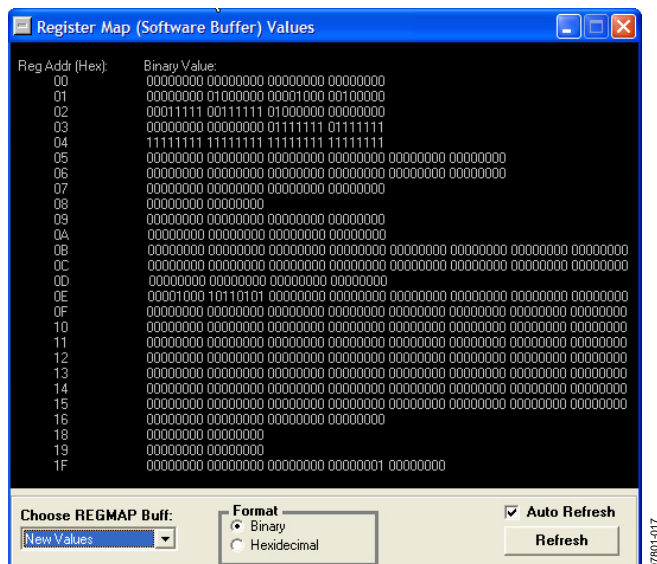 Register Map (Software Buffer) Values
Reg Addr (Hex): Binary Value:
00 00000000 00000000 00000000 00000000
01 00000000 01000000 00001000 00100000
02 00011111 00111111 01000000 00000000
03 00000000 00000000 01111111 01111111
04 11111111 11111111 11111111 11111111
05 00000000 00000000 00000000 00000000 00000000 00000000
06 00000000 00000000 00000000 00000000 00000000 00000000
07 00000000 00000000 00000000 00000000
08 00000000 00000000
09 00000000 00000000 00000000 00000000
0A 00000000 00000000 00000000 00000000
0B 00000000 00000000 00000000 00000000 00000000 00000000 00000000 00000000
0C 00000000 00000000 00000000 00000000 00000000 00000000 00000000 00000000
0D 00000000 00000000 00000000 00000000
0E 00001000 10110101 00000000 00000000 00000000 00000000 00000000 00000000
0F 00000000 00000000 00000000 00000000 00000000 00000000 00000000 00000000
10 00000000 00000000 00000000 00000000 00000000 00000000 00000000 00000000
11 00000000 00000000 00000000 00000000 00000000 00000000 00000000 00000000
12 00000000 00000000 00000000 00000000 00000000 00000000 00000000 00000000
13 00000000 00000000 00000000 00000000 00000000 00000000 00000000 00000000
14 00000000 00000000 00000000 00000000 00000000 00000000 00000000 00000000
15 00000000 00000000 00000000 00000000 00000000 00000000 00000000 00000000
16 00000000 00000000 00000000 00000000
18 00000000 00000000
19 00000000 00000000
1F 00000000 00000000 00000000 00000001 00000000
Choose REGMAP Buff:
New Values
Format
Binary
Hexidecimal
Auto Refresh
Refresh